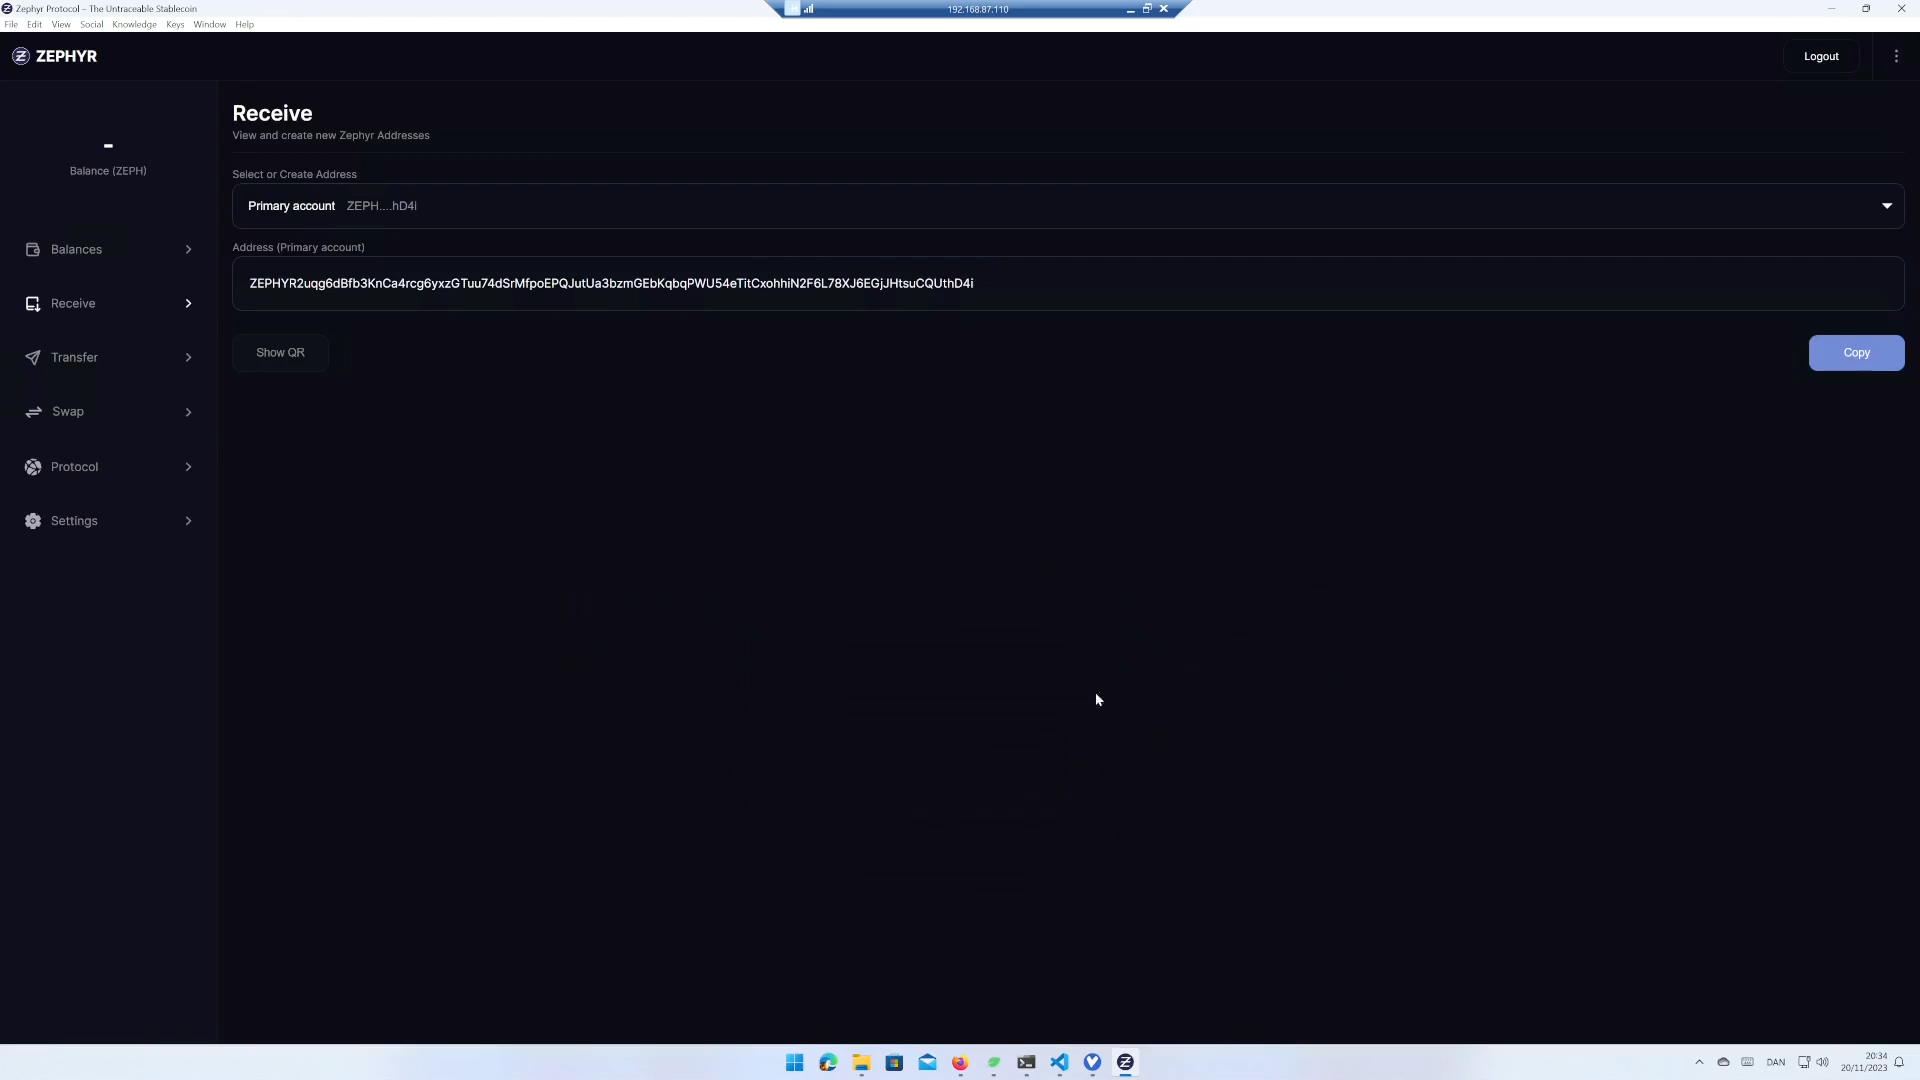 Zephyr Protocol – The Untraceable Stablecoin
192.168.87.110
File Edit View Social Knowledge Keys Window Help
ZEPHYR
Logout
-
Balance (ZEPH)
Balances
Receive
Transfer
Swap
Protocol
Settings
Receive
View and create new Zephyr Addresses
Select or Create Address
Primary account ZEPH....hD4i
Address (Primary account)
ZEPHYR2uqg6dBfb3KnCa4rcg6yxzGTuu74dSrMfpoEPQJutUa3bzmGEbKqbqPWU54eTitCxohhiN2F6L78XJ6EGjJHtsuCQUthD4i
Show QR
Copy
DAN
20:34
20/11/2023